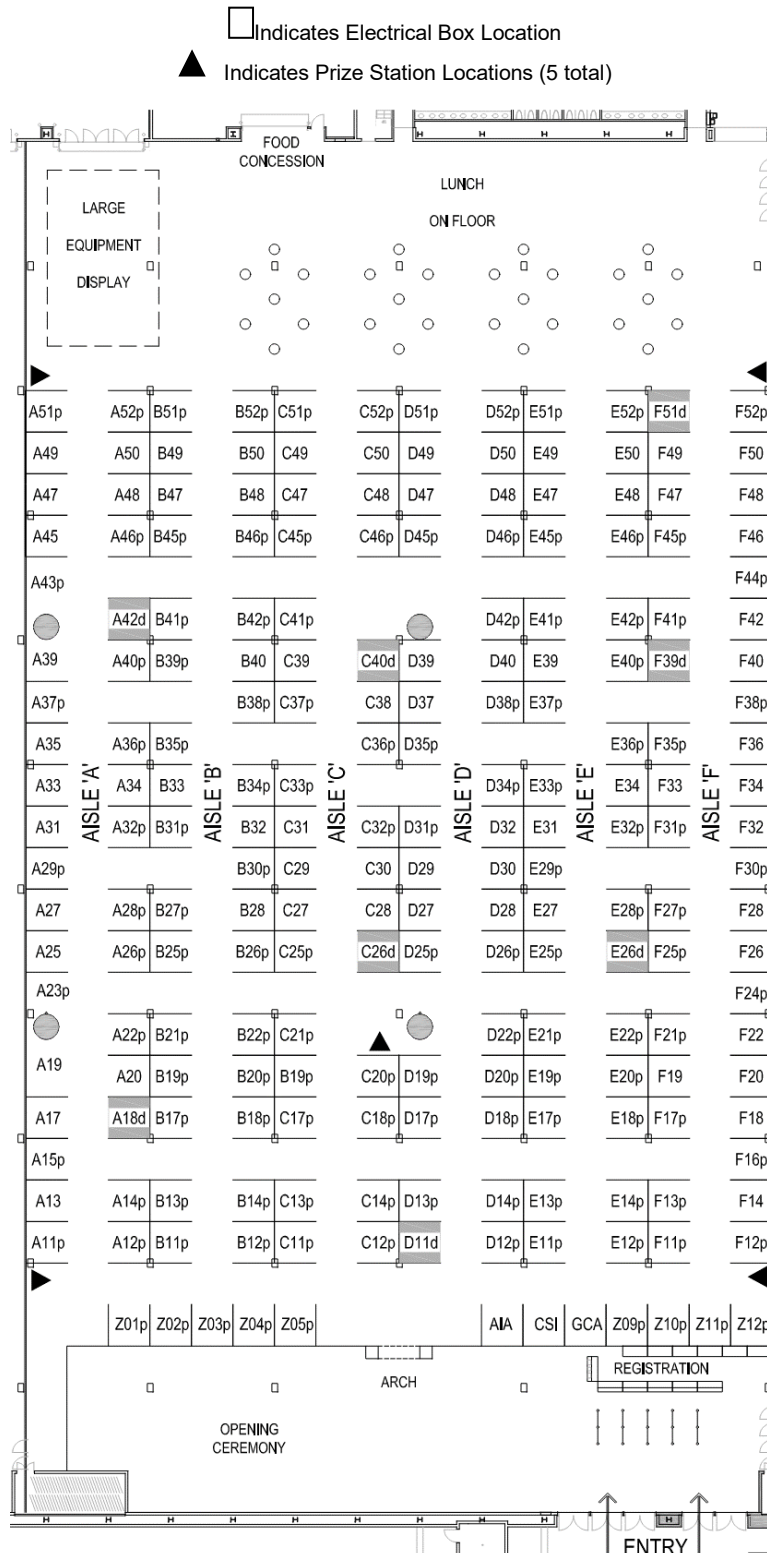 Indicates Electrical Box Location
Indicates Prize Station Locations (5 total)
FOOD
CONCESSION
LUNCH
ON FLOOR
LARGE
EQUIPMENT
DISPLAY
A51p A52p B51p B52p C51p C52p D51p D52p E51p E52p F51d F52p
A49 A50 B49 B50 C49 C50 D49 D50 E49 E50 F49 F50
A47 A48 B47 B48 C47 C48 D47 D48 E47 E48 F47 F48
A45 A46p B45p B46p C45p C46p D45p D46p E45p E46p F45p F46
A43p F44p
A42d B41p B42p C41p D42p E41p E42p F41p F42
A39 A40p B39p B40 C39 C40d D39 D40 E39 E40p F39d F40
A37p B38p C37p C38 D37 D38p E37p F38p
A35 A36p B35p C36p D35p E36p F35p F36
AISLE 'A' AISLE 'B' AISLE 'C' AISLE 'D' AISLE 'E' AISLE 'F'
A33 A34 B33 B34p C33p D34p E33p E34 F33 F34
A31 A32p B31p B32 C31 C32p D31p D32 E31 E32p F31p F32
A29p B30p C29 C30 D29 D30 E29p F30p
A27 A28p B27p B28 C27 C28 D27 D28 E27 E28p F27p F28
A25 A26p B25p B26p C25p C26d D25p D26p E25p E26d F25p F26
A23p F24p
A22p B21p B22p C21p D22p E21p E22p F21p F22
A19 A20 B19p B20p B19p C20p D19p D20p E19p E20p F19 F20
A17 A18d B17p B18p C17p C18p D17p D18p E17p E18p F17p F18
A15p F16p
A13 A14p B13p B14p C13p C14p D13p D14p E13p E14p F13p F14
A11p A12p B11p B12p C11p C12p D11d D12p E11p E12p F11p F12p
Z01p Z02p Z03p Z04p Z05p AIA CSI GCA Z09p Z10p Z11p Z12p
REGISTRATION
ARCH
OPENING
CEREMONY
ENTRY